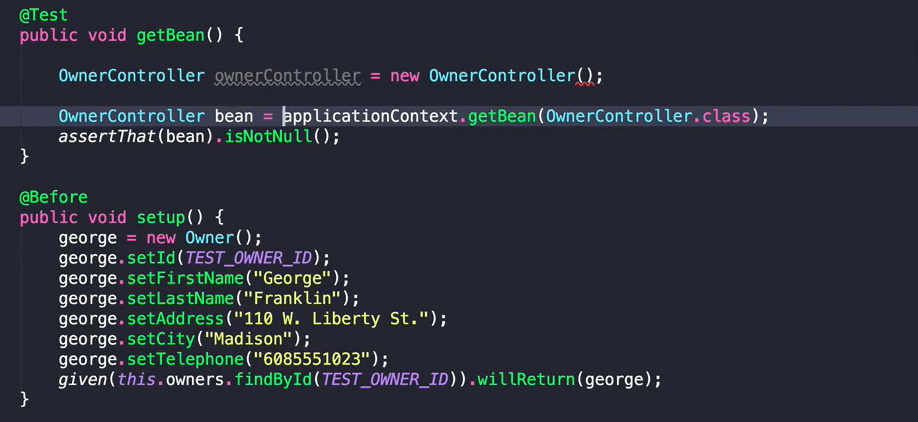 @Test
public void getBean() {
OwnerController ownerController = new OwnerController();
OwnerController bean = applicationContext.getBean(OwnerController.class);
assertThat(bean).isNotNull();
}
@Before
public void setup() {
george = new Owner();
george.setId(TEST_OWNER_ID);
george.setFirstName("George");
george.setLastName("Franklin");
george.setAddress("110 W. Liberty St.");
george.setCity("Madison");
george.setTelephone("6085551023");
given(this.owners.findById(TEST_OWNER_ID)).willReturn(george);
}